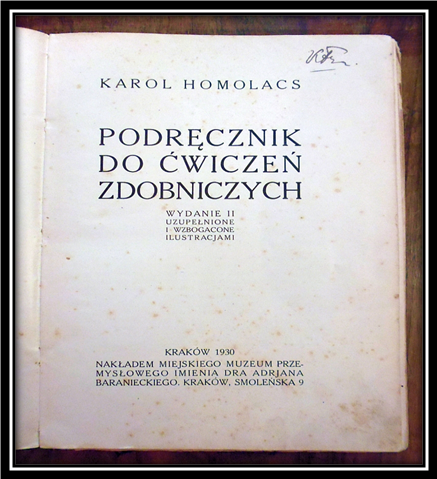 KAROL HOMOLACS
PODRĘCZNIK
DO ĆWICZEŃ
ZDOBNICZYCH
WYDANIE II
UZUPEŁNIONE
I WZBOGACONE
ILUSTRACJAMI
KRAKÓW 1930
NAKŁADEM MIEJSKIEGO MUZEUM PRZE-
MYSŁOWEGO IMIENIA DRA ADRJANA
BARANIECKIEGO. KRAKÓW, SMOLEŃSKA 9